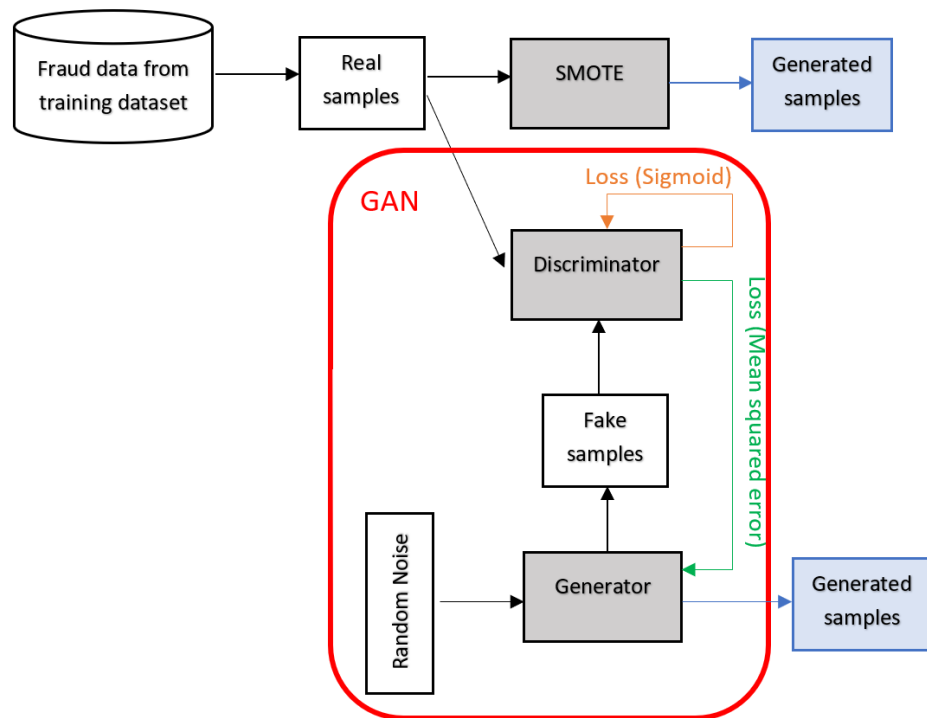 Fraud data from
training dataset
Real
samples
SMOTE
Generated
samples
GAN
Loss (Sigmoid)
Discriminator
Loss (Mean squared error)
Fake
samples
Random Noise
Generator
Generated
samples